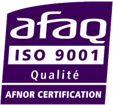 afaq
ISO 9001
Qualité
AFNOR CERTIFICATION